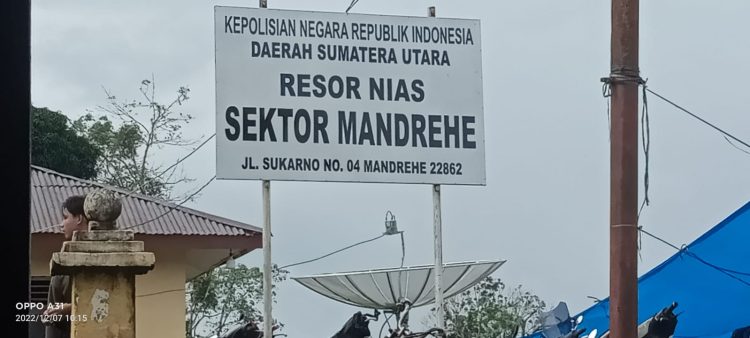 KEPOLISIAN NEGARA REPUBLIK INDONESIA
DAERAH SUMATERA UTARA
RESOR NIAS
SEKTOR MANDREHE
JL. SUKARNO NO. 04 MANDREHE 22862
OPPO A31
2022/12/07 10:15